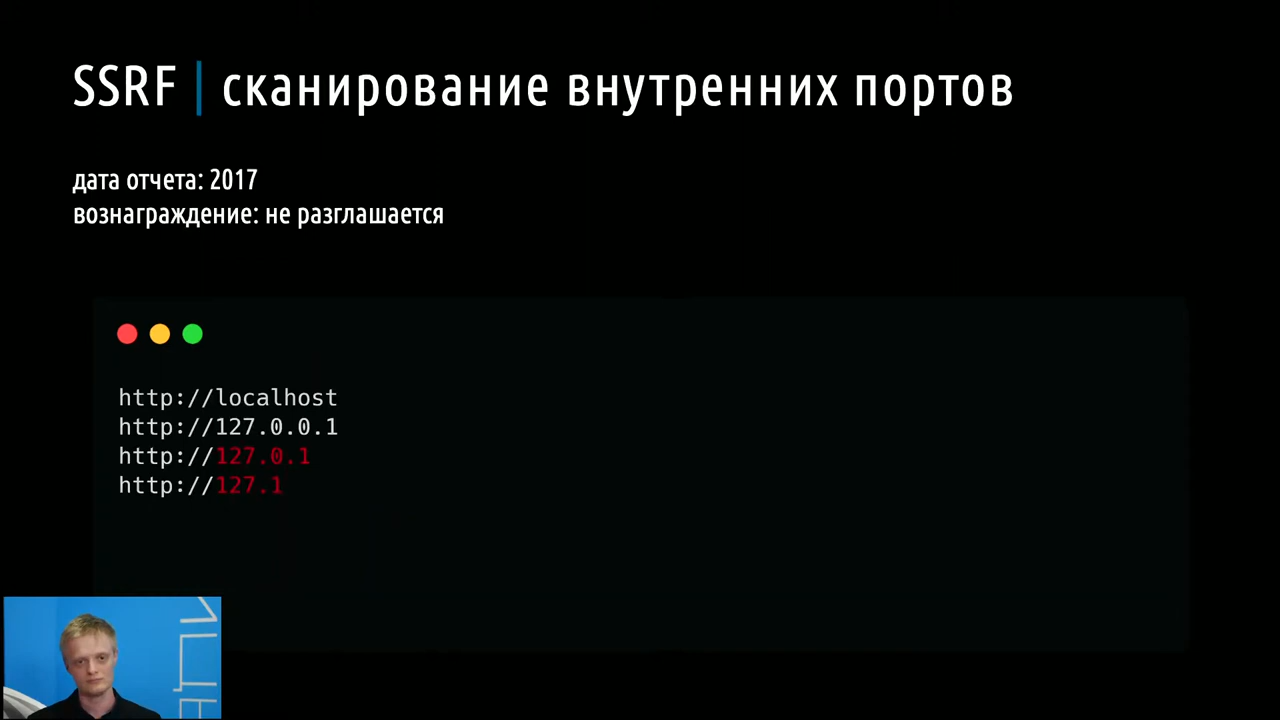 SSRF | сканирование внутренних портов
дата отчета: 2017
вознаграждение: не разглашается
http://localhost
http://127.0.0.1
http://127.0.1
http://127.1